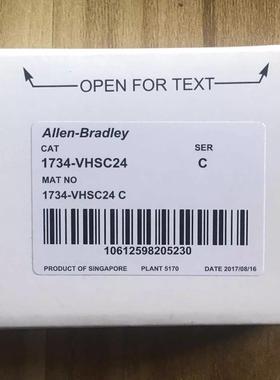 OPEN FOR TEXT
Allen-Bradley
CAT SER
1734-VHSC24 C
MAT NO
1734-VHSC24 C
10612598205230
PRODUCT OF SINGAPORE PLANT 5170 DATE 2017/08/16